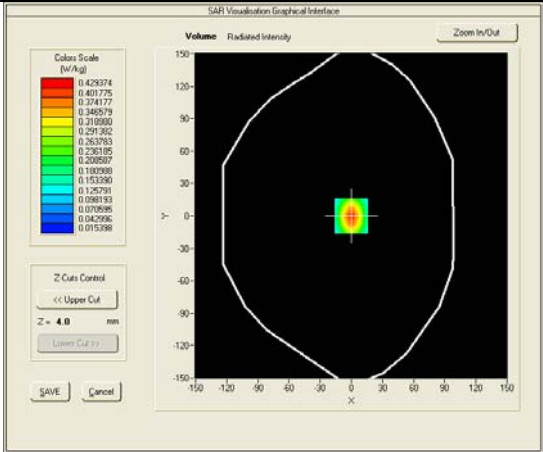 SAR Visualisation Graphical Interface
Volume Radiated Intensity
Zoom In/Out
Colors Scale
(W/kg)
0.429374
0.401775
0.374177
0.346579
0.318980
0.291382
0.263783
0.236185
0.208587
0.180988
0.153390
0.125791
0.098193
0.070595
0.042996
0.015398
Z-Cuts Control
<< Upper Cut
Z = 4.0 mm
Lower Cut >>
SAVE
Cancel
150
120
90
60
30
0
-30
-60
-90
-120
-150
Y
-150 -120 -90 -60 -30 0 30 60 90 120 150
X